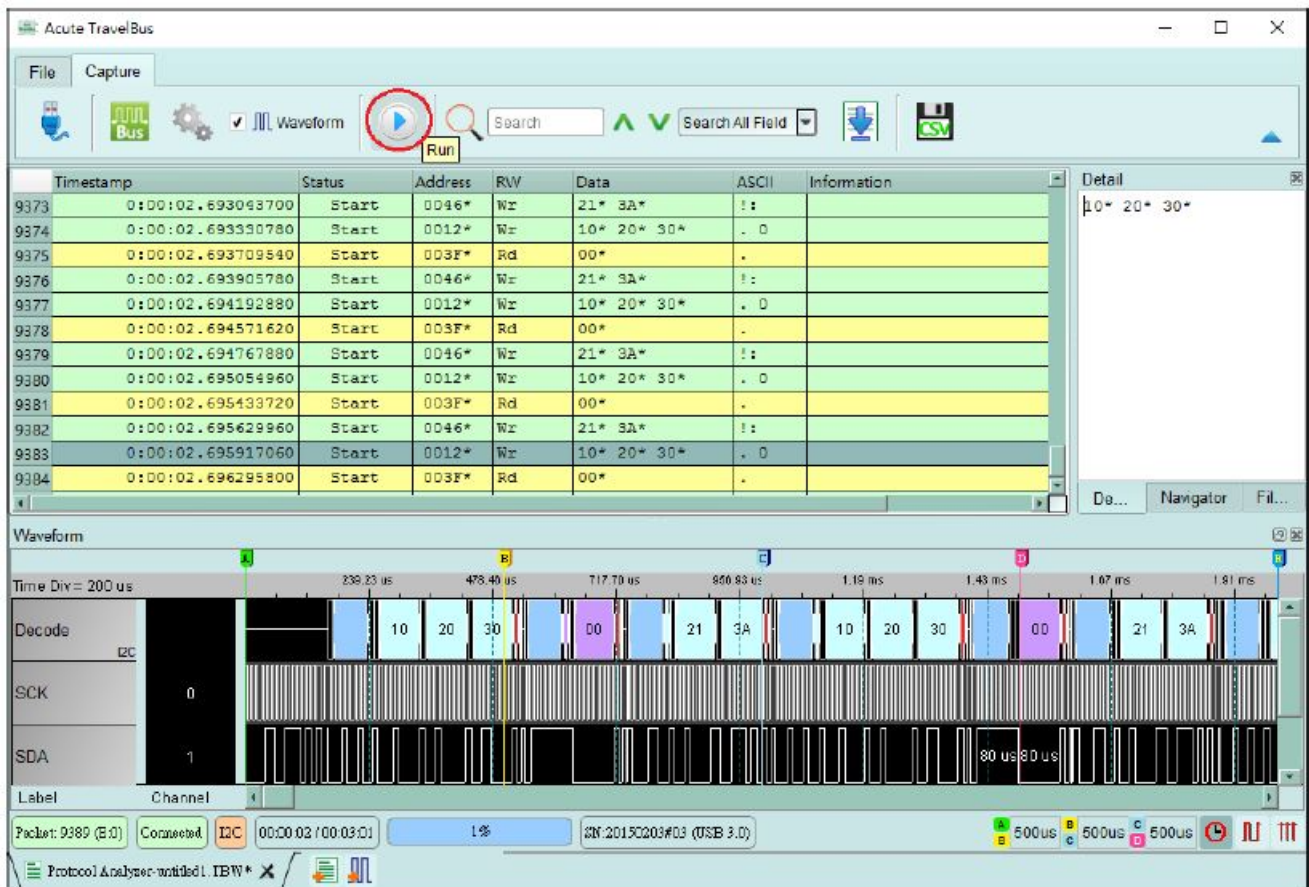 Acute TravelBus
File Capture
Bus Waveform Search Search All Field CSV
Run
Timestamp Status Address RW Data ASCII Information
9373 0:00:02.693043700 Start 0046* Wr 21* 3A* !:
9374 0:00:02.693330780 Start 0012* Wr 10* 20* 30* . 0
9375 0:00:02.693709540 Start 003F* Rd 00* .
9376 0:00:02.693905780 Start 0046* Wr 21* 3A* !:
9377 0:00:02.694192880 Start 0012* Wr 10* 20* 30* . 0
9378 0:00:02.694571620 Start 003F* Rd 00* .
9379 0:00:02.694767880 Start 0046* Wr 21* 3A* !:
9380 0:00:02.695054960 Start 0012* Wr 10* 20* 30* . 0
9381 0:00:02.695433720 Start 003F* Rd 00* .
9382 0:00:02.695629960 Start 0046* Wr 21* 3A* !:
9383 0:00:02.695917060 Start 0012* Wr 10* 20* 30* . 0
9384 0:00:02.696295800 Start 003F* Rd 00* .
Detail
10* 20* 30*
De... Navigator Fil...
Waveform
A B C D
Time Div = 200 us 239.23 us 478.40 us 717.70 us 1.19 ms 1.43 ms 1.91 ms
Decode 10 20 30 00 21 3A 10 20 30 00 21 3A
I2C
SCK 0
SDA 1 80 us 80 us
Label Channel
Packet: 9389 (E:0) Connected I2C 00:00:02 / 00:03:01 1% SN:20150203#03 (USB 3.0) A B 500us B C 500us C D 500us
Protocol Analyzer-untitled1.TBW*